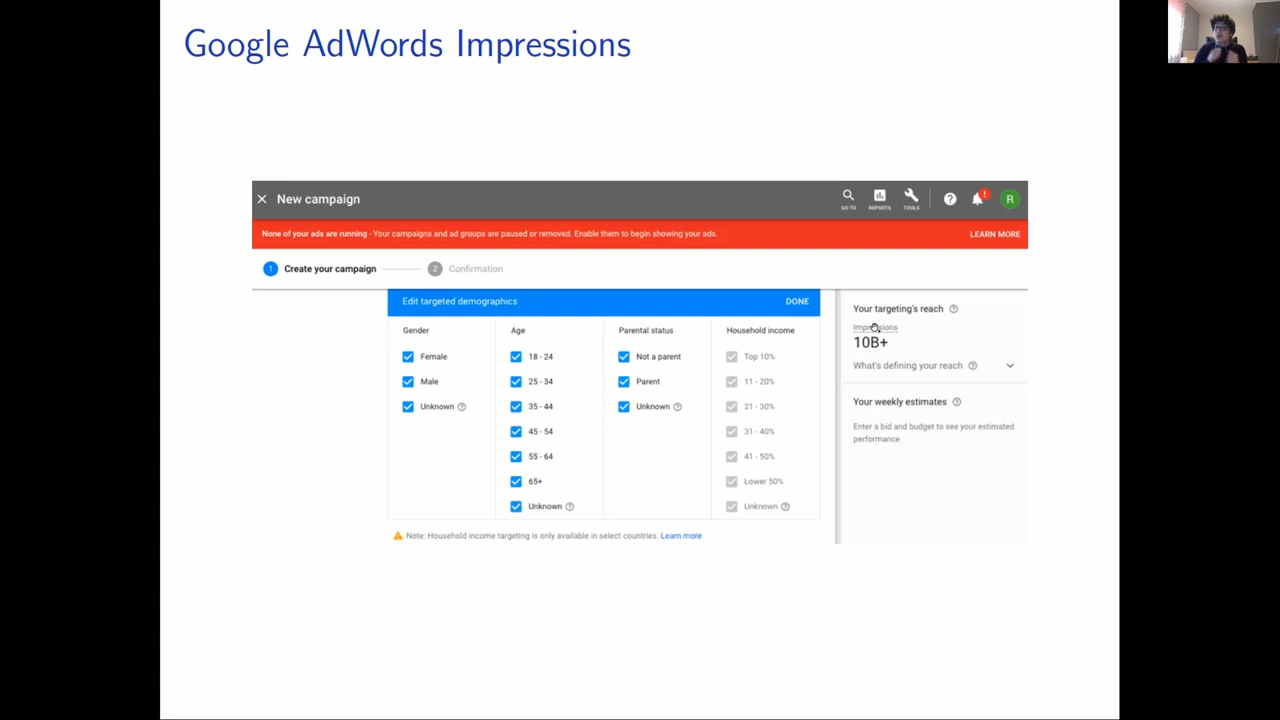 Google AdWords Impressions
New campaign
GO TO
REPORTS
TOOLS
!
R
None of your ads are running - Your campaigns and ad groups are paused or removed. Enable them to begin showing your ads.
LEARN MORE
1 Create your campaign
2 Confirmation
Edit targeted demographics
DONE
Gender
Female
Male
Unknown
Age
18 - 24
25 - 34
35 - 44
45 - 54
55 - 64
65+
Unknown
Parental status
Not a parent
Parent
Unknown
Household income
Top 10%
11 - 20%
21 - 30%
31 - 40%
41 - 50%
Lower 50%
Unknown
Note: Household income targeting is only available in select countries. Learn more
Your targeting's reach
Impressions
10B+
What's defining your reach
Your weekly estimates
Enter a bid and budget to see your estimated
performance